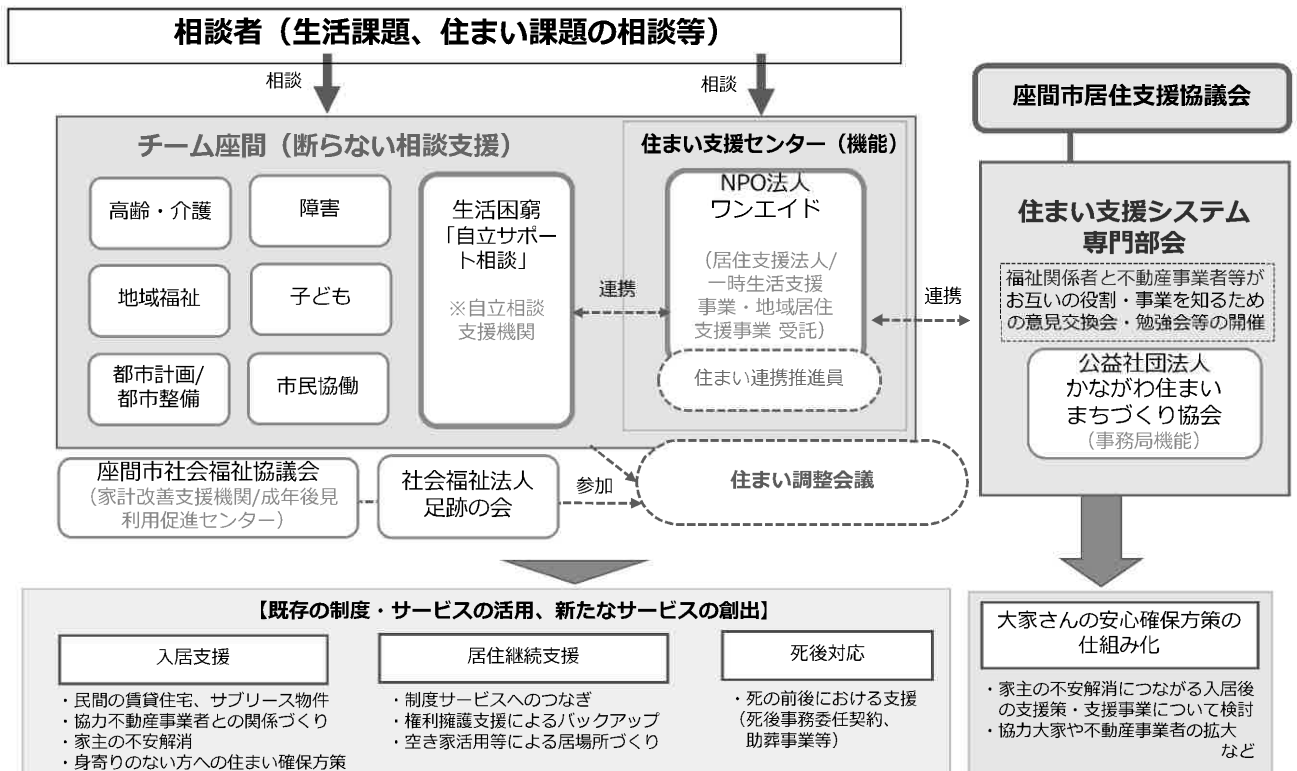 相談者（生活課題、住まい課題の相談等）
相談
相談
座間市居住支援協議会
チーム座間（断らない相談支援）
高齢・介護
障害
地域福祉
子ども
都市計画/
都市整備
市民協働
生活困窮
「自立サポー
ト相談」
※自立相談
支援機関
連携
住まい支援センター（機能）
NPO法人
ワンエイド
（居住支援法人/
一時生活支援
事業・地域居住
支援事業 受託）
住まい連携推進員
連携
住まい支援システム
専門部会
福祉関係者と不動産事業者等が
お互いの役割・事業を知るため
の意見交換会・勉強会等の開催
公益社団法人
かながわ住まい
まちづくり協会
（事務局機能）
座間市社会福祉協議会
（家計改善支援機関/成年後見
利用促進センター）
社会福祉法人
足跡の会
参加
住まい調整会議
【既存の制度・サービスの活用、新たなサービスの創出】
入居支援
・民間の賃貸住宅、サブリース物件
・協力不動産事業者との関係づくり
・家主の不安解消
・身寄りのない方への住まい確保方策
居住継続支援
・制度サービスへのつなぎ
・権利擁護支援によるバックアップ
・空き家活用等による居場所づくり
死後対応
・死の前後における支援
（死後事務委任契約、
助葬事業等）
大家さんの安心確保方策の
仕組み化
・家主の不安解消につながる入居後
の支援策・支援事業について検討
・協力大家や不動産事業者の拡大
など